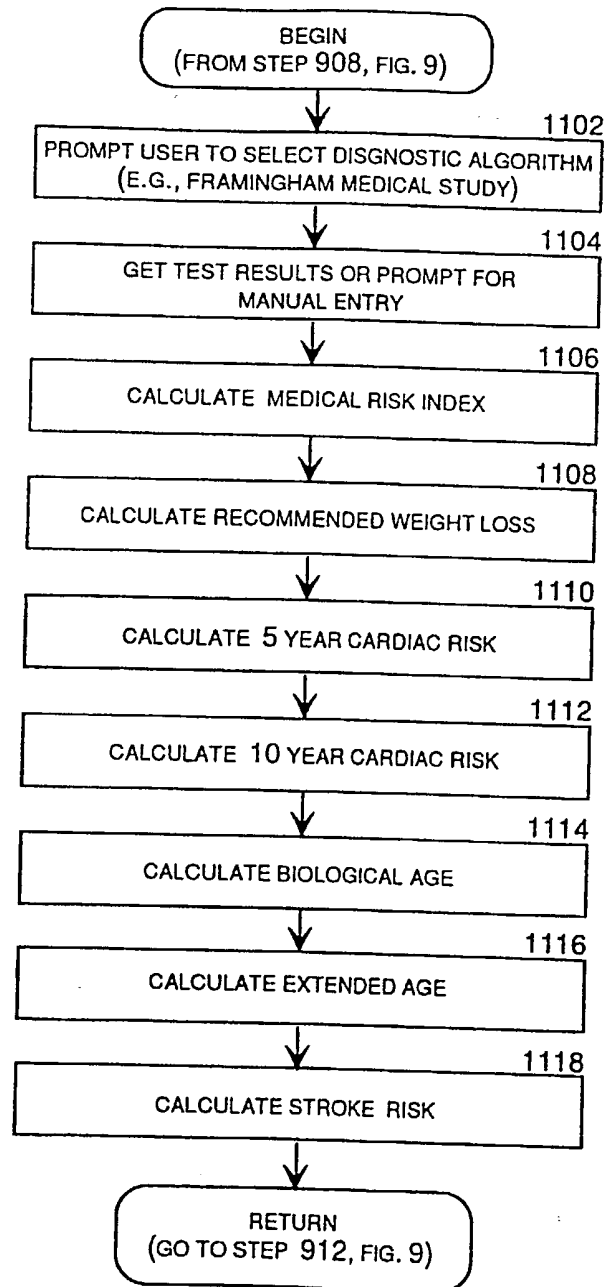 BEGIN
(FROM STEP 908, FIG. 9)
1102
PROMPT USER TO SELECT DISGNOSTIC ALGORITHM
(E.G., FRAMINGHAM MEDICAL STUDY)
1104
GET TEST RESULTS OR PROMPT FOR
MANUAL ENTRY
1106
CALCULATE MEDICAL RISK INDEX
1108
CALCULATE RECOMMENDED WEIGHT LOSS
1110
CALCULATE 5 YEAR CARDIAC RISK
1112
CALCULATE 10 YEAR CARDIAC RISK
1114
CALCULATE BIOLOGICAL AGE
1116
CALCULATE EXTENDED AGE
1118
CALCULATE STROKE RISK
RETURN
(GO TO STEP 912, FIG. 9)